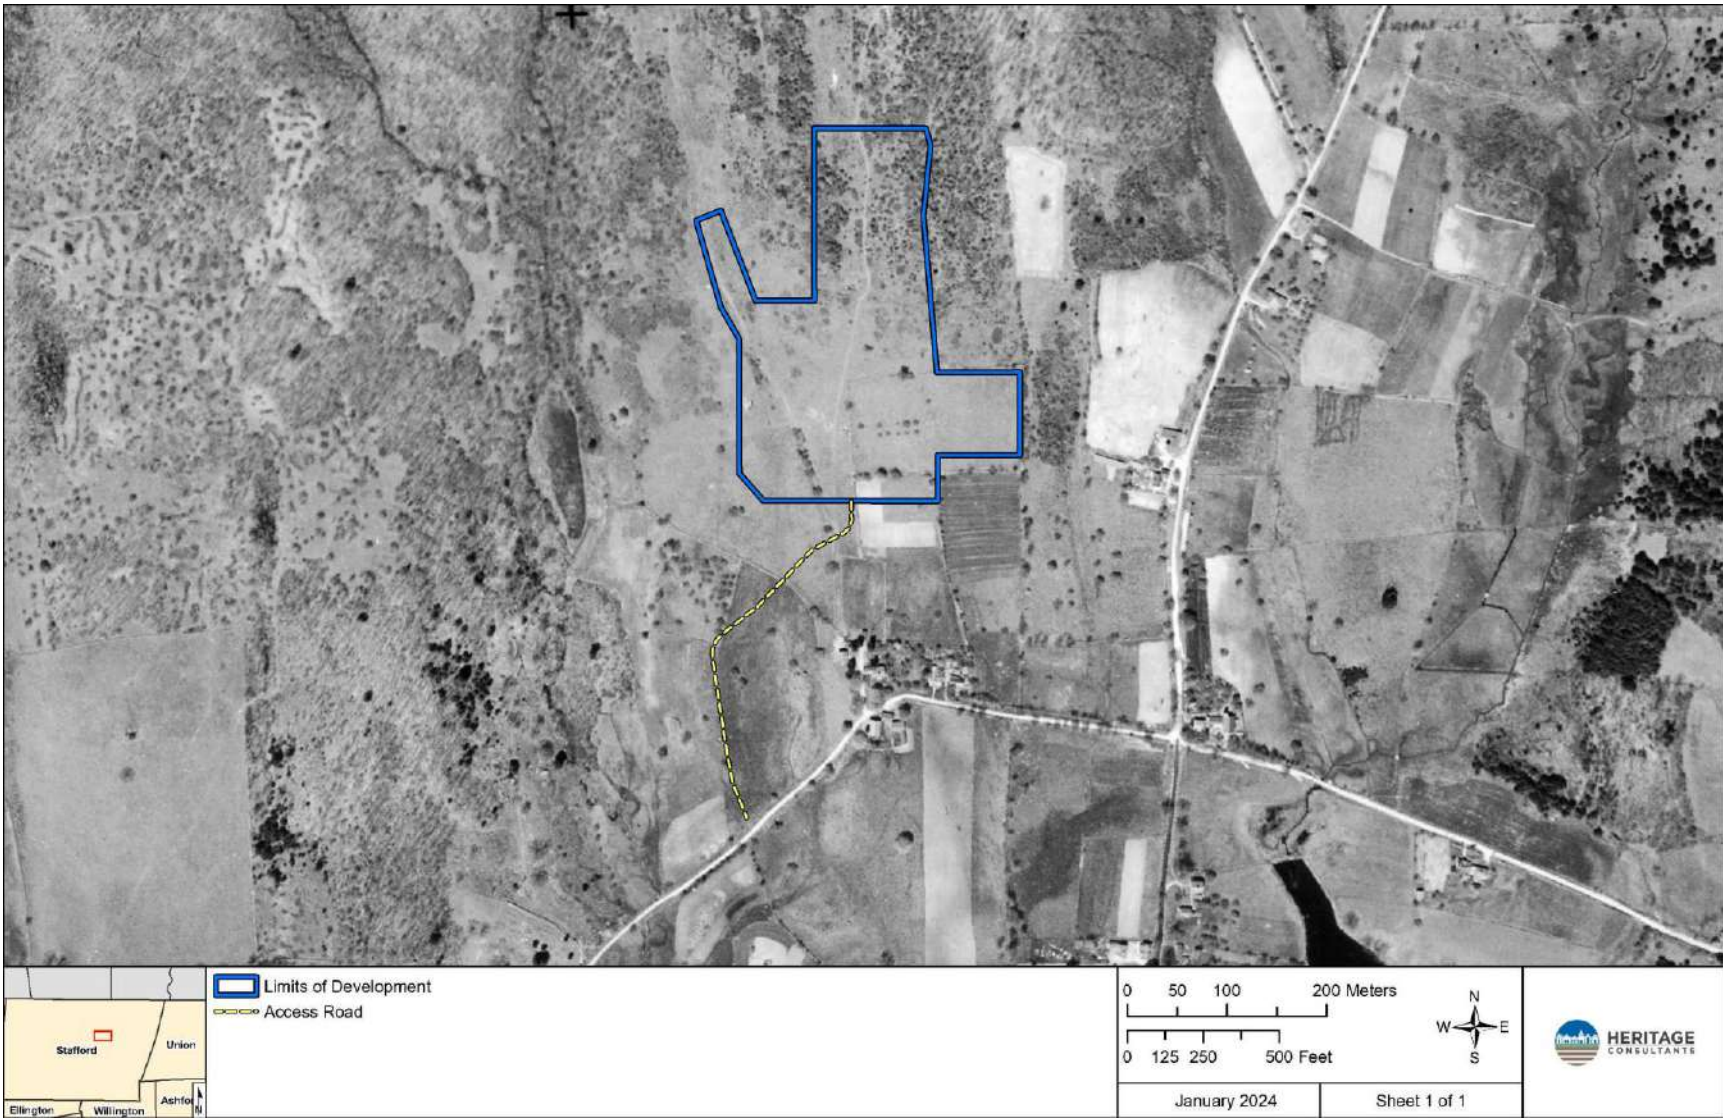 Limits of Development
Access Road
Stafford
Union
Ellington
Willington
Ashfo
N
0 50 100 200 Meters
0 125 250 500 Feet
N
W E
S
January 2024
Sheet 1 of 1
HERITAGE
CONSULTANTS